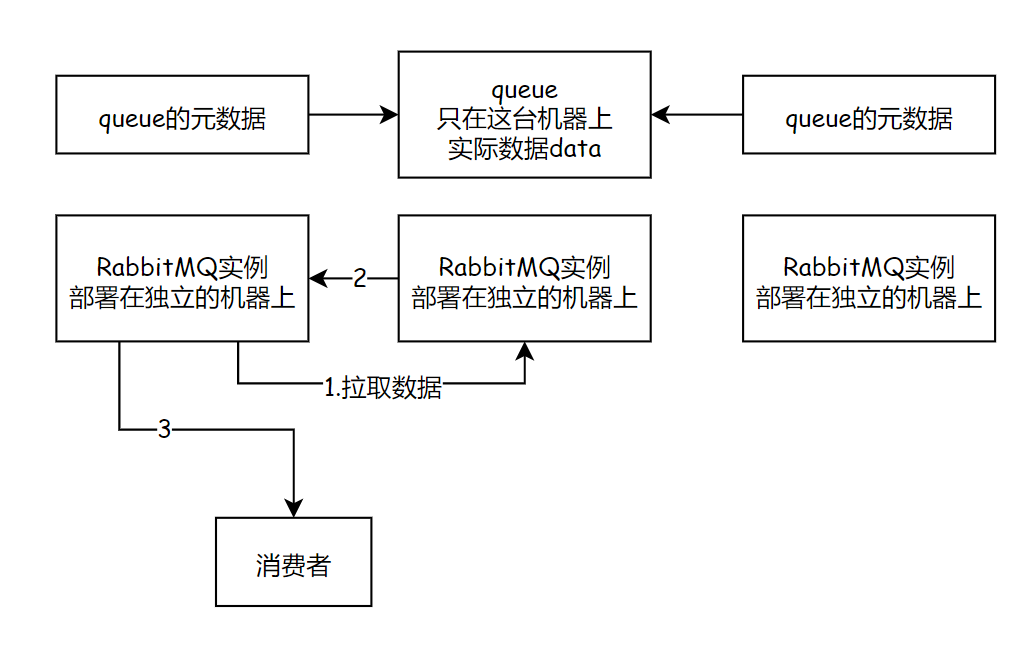 queue的元数据
queue
只在这台机器上
实际数据data
queue的元数据
RabbitMQ实例
部署在独立的机器上
2
RabbitMQ实例
部署在独立的机器上
RabbitMQ实例
部署在独立的机器上
1.拉取数据
3
消费者